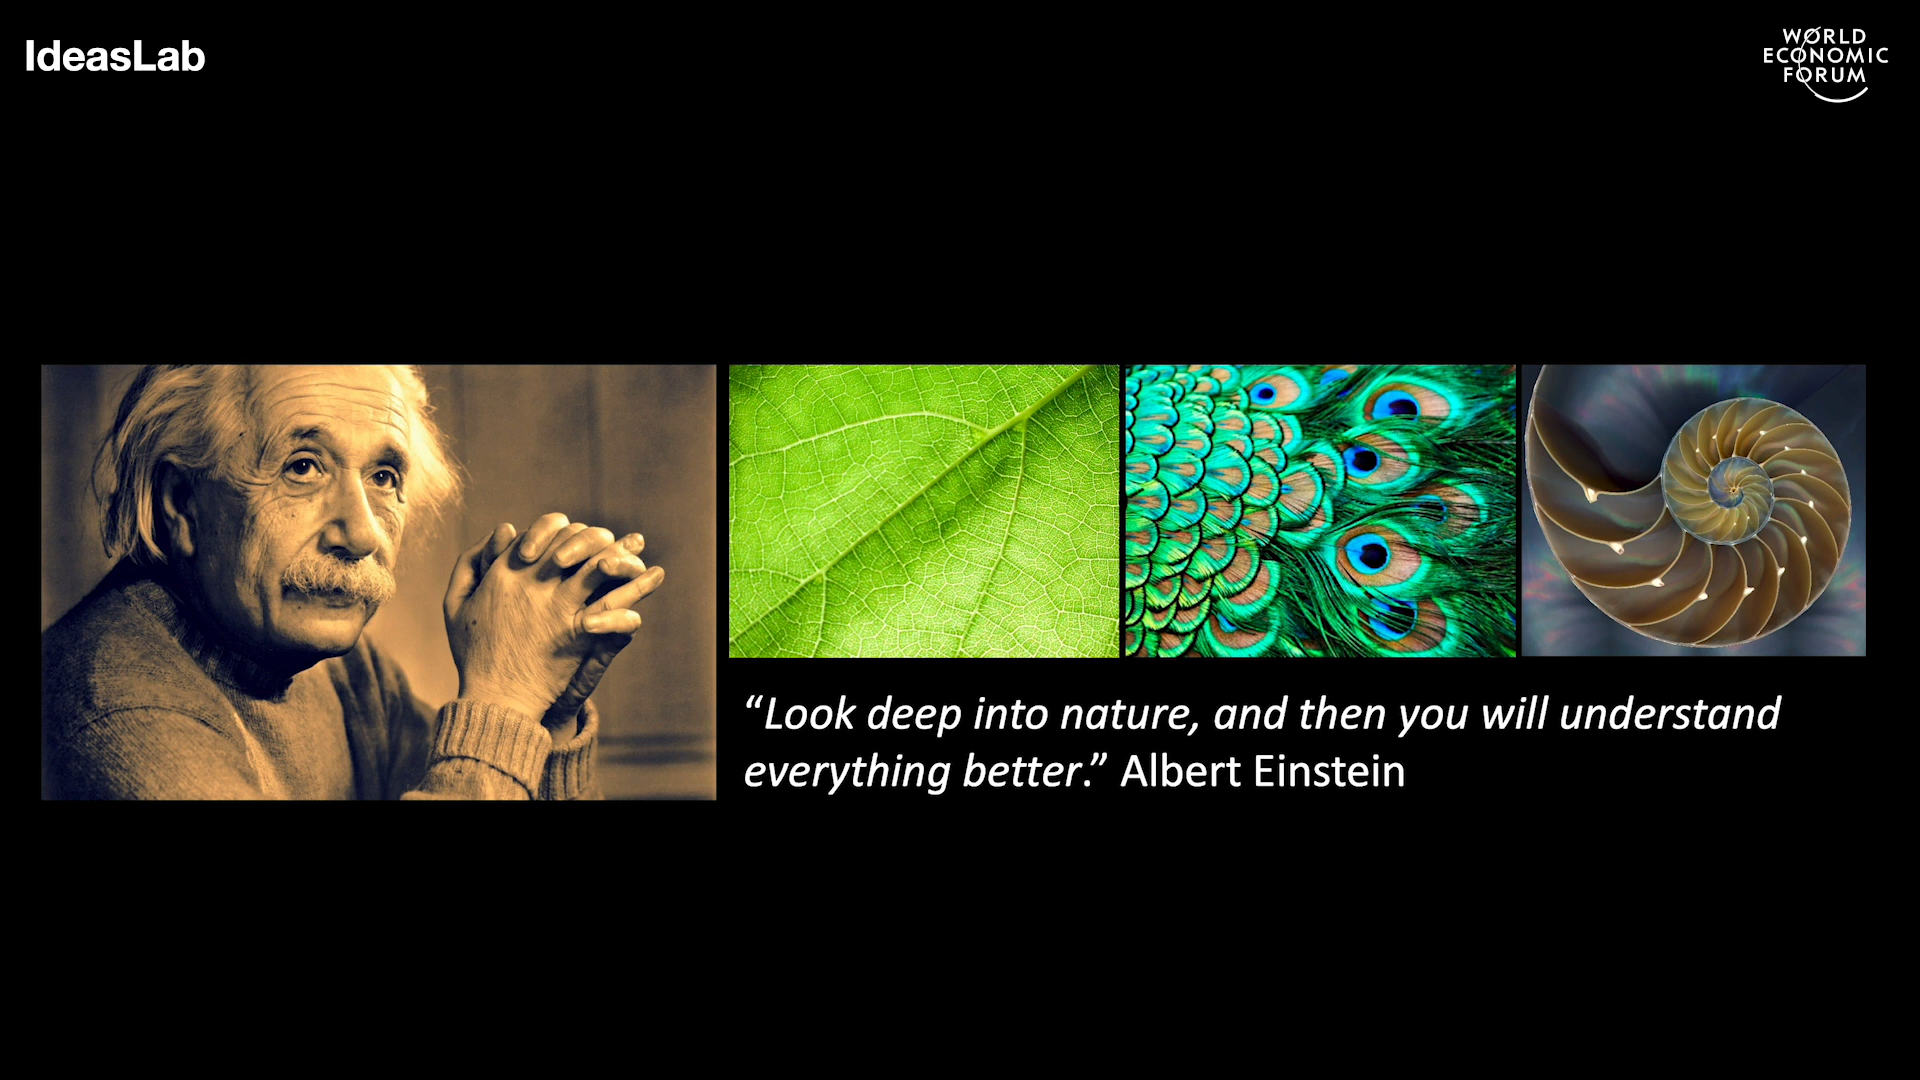 IdeasLab
WORLD
ECONOMIC
FORUM
“Look deep into nature, and then you will understand
everything better.” Albert Einstein